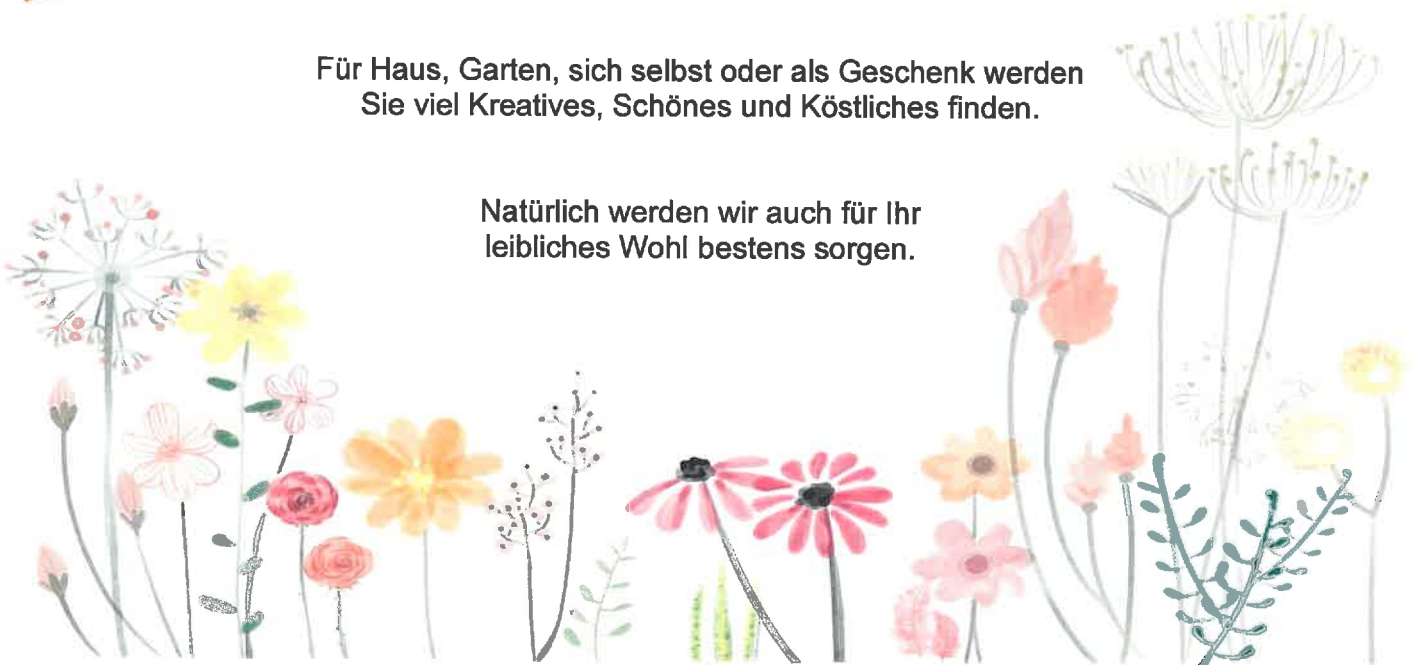 Für Haus, Garten, sich selbst oder als Geschenk werden
Sie viel Kreatives, Schönes und Köstliches finden.
Natürlich werden wir auch für Ihr
leibliches Wohl bestens sorgen.